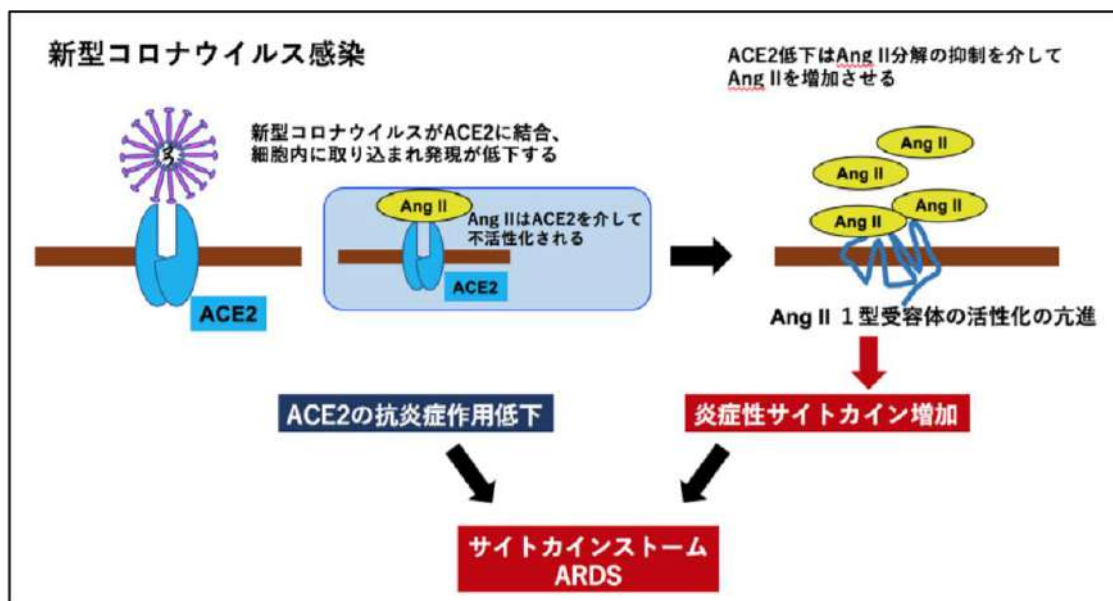 新型コロナウイルス感染
新型コロナウイルスがACE2に結合、
細胞内に取り込まれ発現が低下する
ACE2
Ang II
Ang IIはACE2を介して
不活性化される
ACE2
ACE2低下はAng II分解の抑制を介して
Ang IIを増加させる
Ang II
Ang II
Ang II
Ang II
Ang II 1型受容体の活性化の亢進
ACE2の抗炎症作用低下
炎症性サイトカイン増加
サイトカインストーム
ARDS